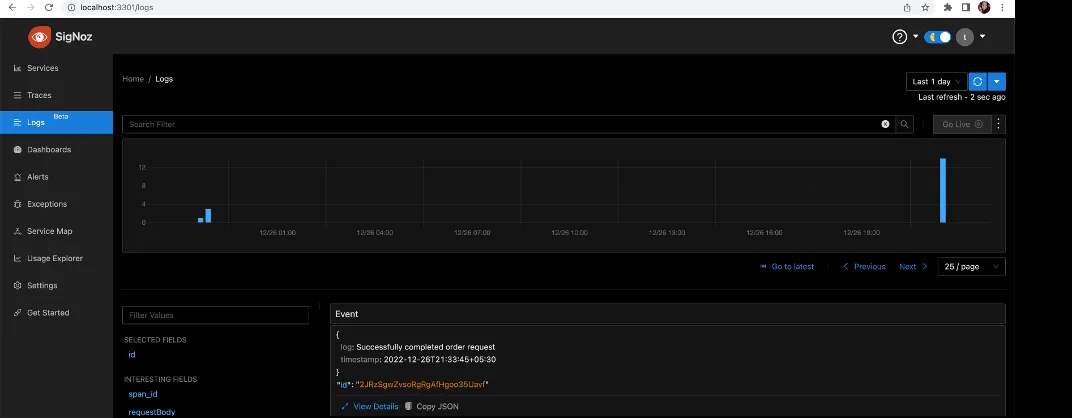 localhost:3301/logs
SigNoz
Services
Traces
Logs Beta
Dashboards
Alerts
Exceptions
Service Map
Usage Explorer
Settings
Get Started
Home / Logs
Last 1 day
Last refresh - 2 sec ago
Search Filter
Go Live
12
8
4
0
12/26 01:00 12/26 04:00 12/26 07:00 12/26 10:00 12/26 13:00 12/26 16:00 12/26 19:00
Go to latest Previous Next 25 / page
Filter Values
SELECTED FIELDS
id
INTERESTING FIELDS
span_id
requestBody
Event
{
log: Successfully completed order request
timestamp: 2022-12-26T21:33:45+05:30
}
"id": "2JRzSgwZvsoRgRgAfHgoo35Uavf"
View Details Copy JSON